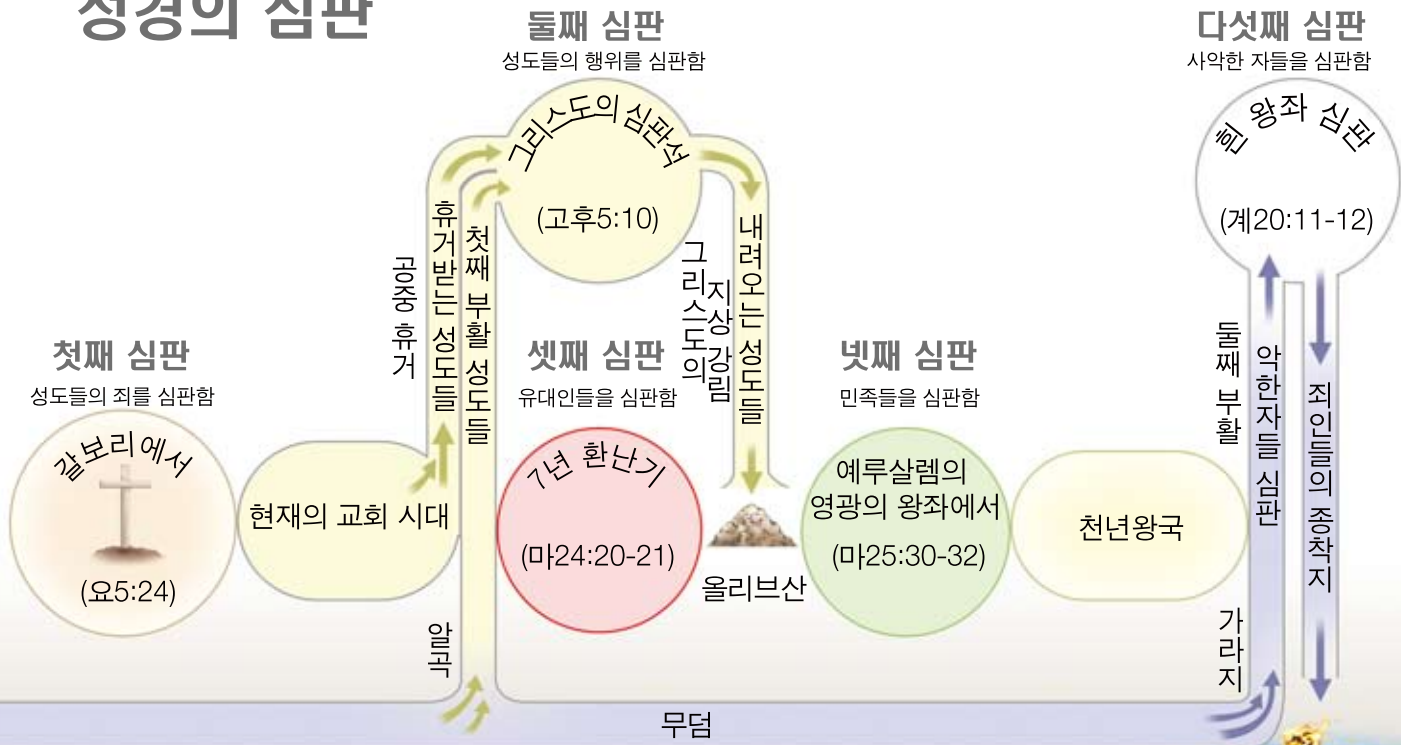 성경의 심판
둘째 심판
성도들의 행위를 심판함
그리스도의 심판석
(고후5:10)
다섯째 심판
사악한 자들을 심판함
흰 왕좌 심판
(계20:11-12)
공중 휴거
휴거받는 성도들
첫째 부활 성도들
그리스도의
지상 강림
내려오는 성도들
첫째 심판
성도들의 죄를 심판함
갈보리에서
(요5:24)
현재의 교회 시대
알곡
셋째 심판
유대인들을 심판함
7년 환난기
(마24:20-21)
올리브산
넷째 심판
민족들을 심판함
예루살렘의
영광의 왕좌에서
(마25:30-32)
천년왕국
둘째 부활
악한자들 심판
죄인들의 종착지
가라지
무덤